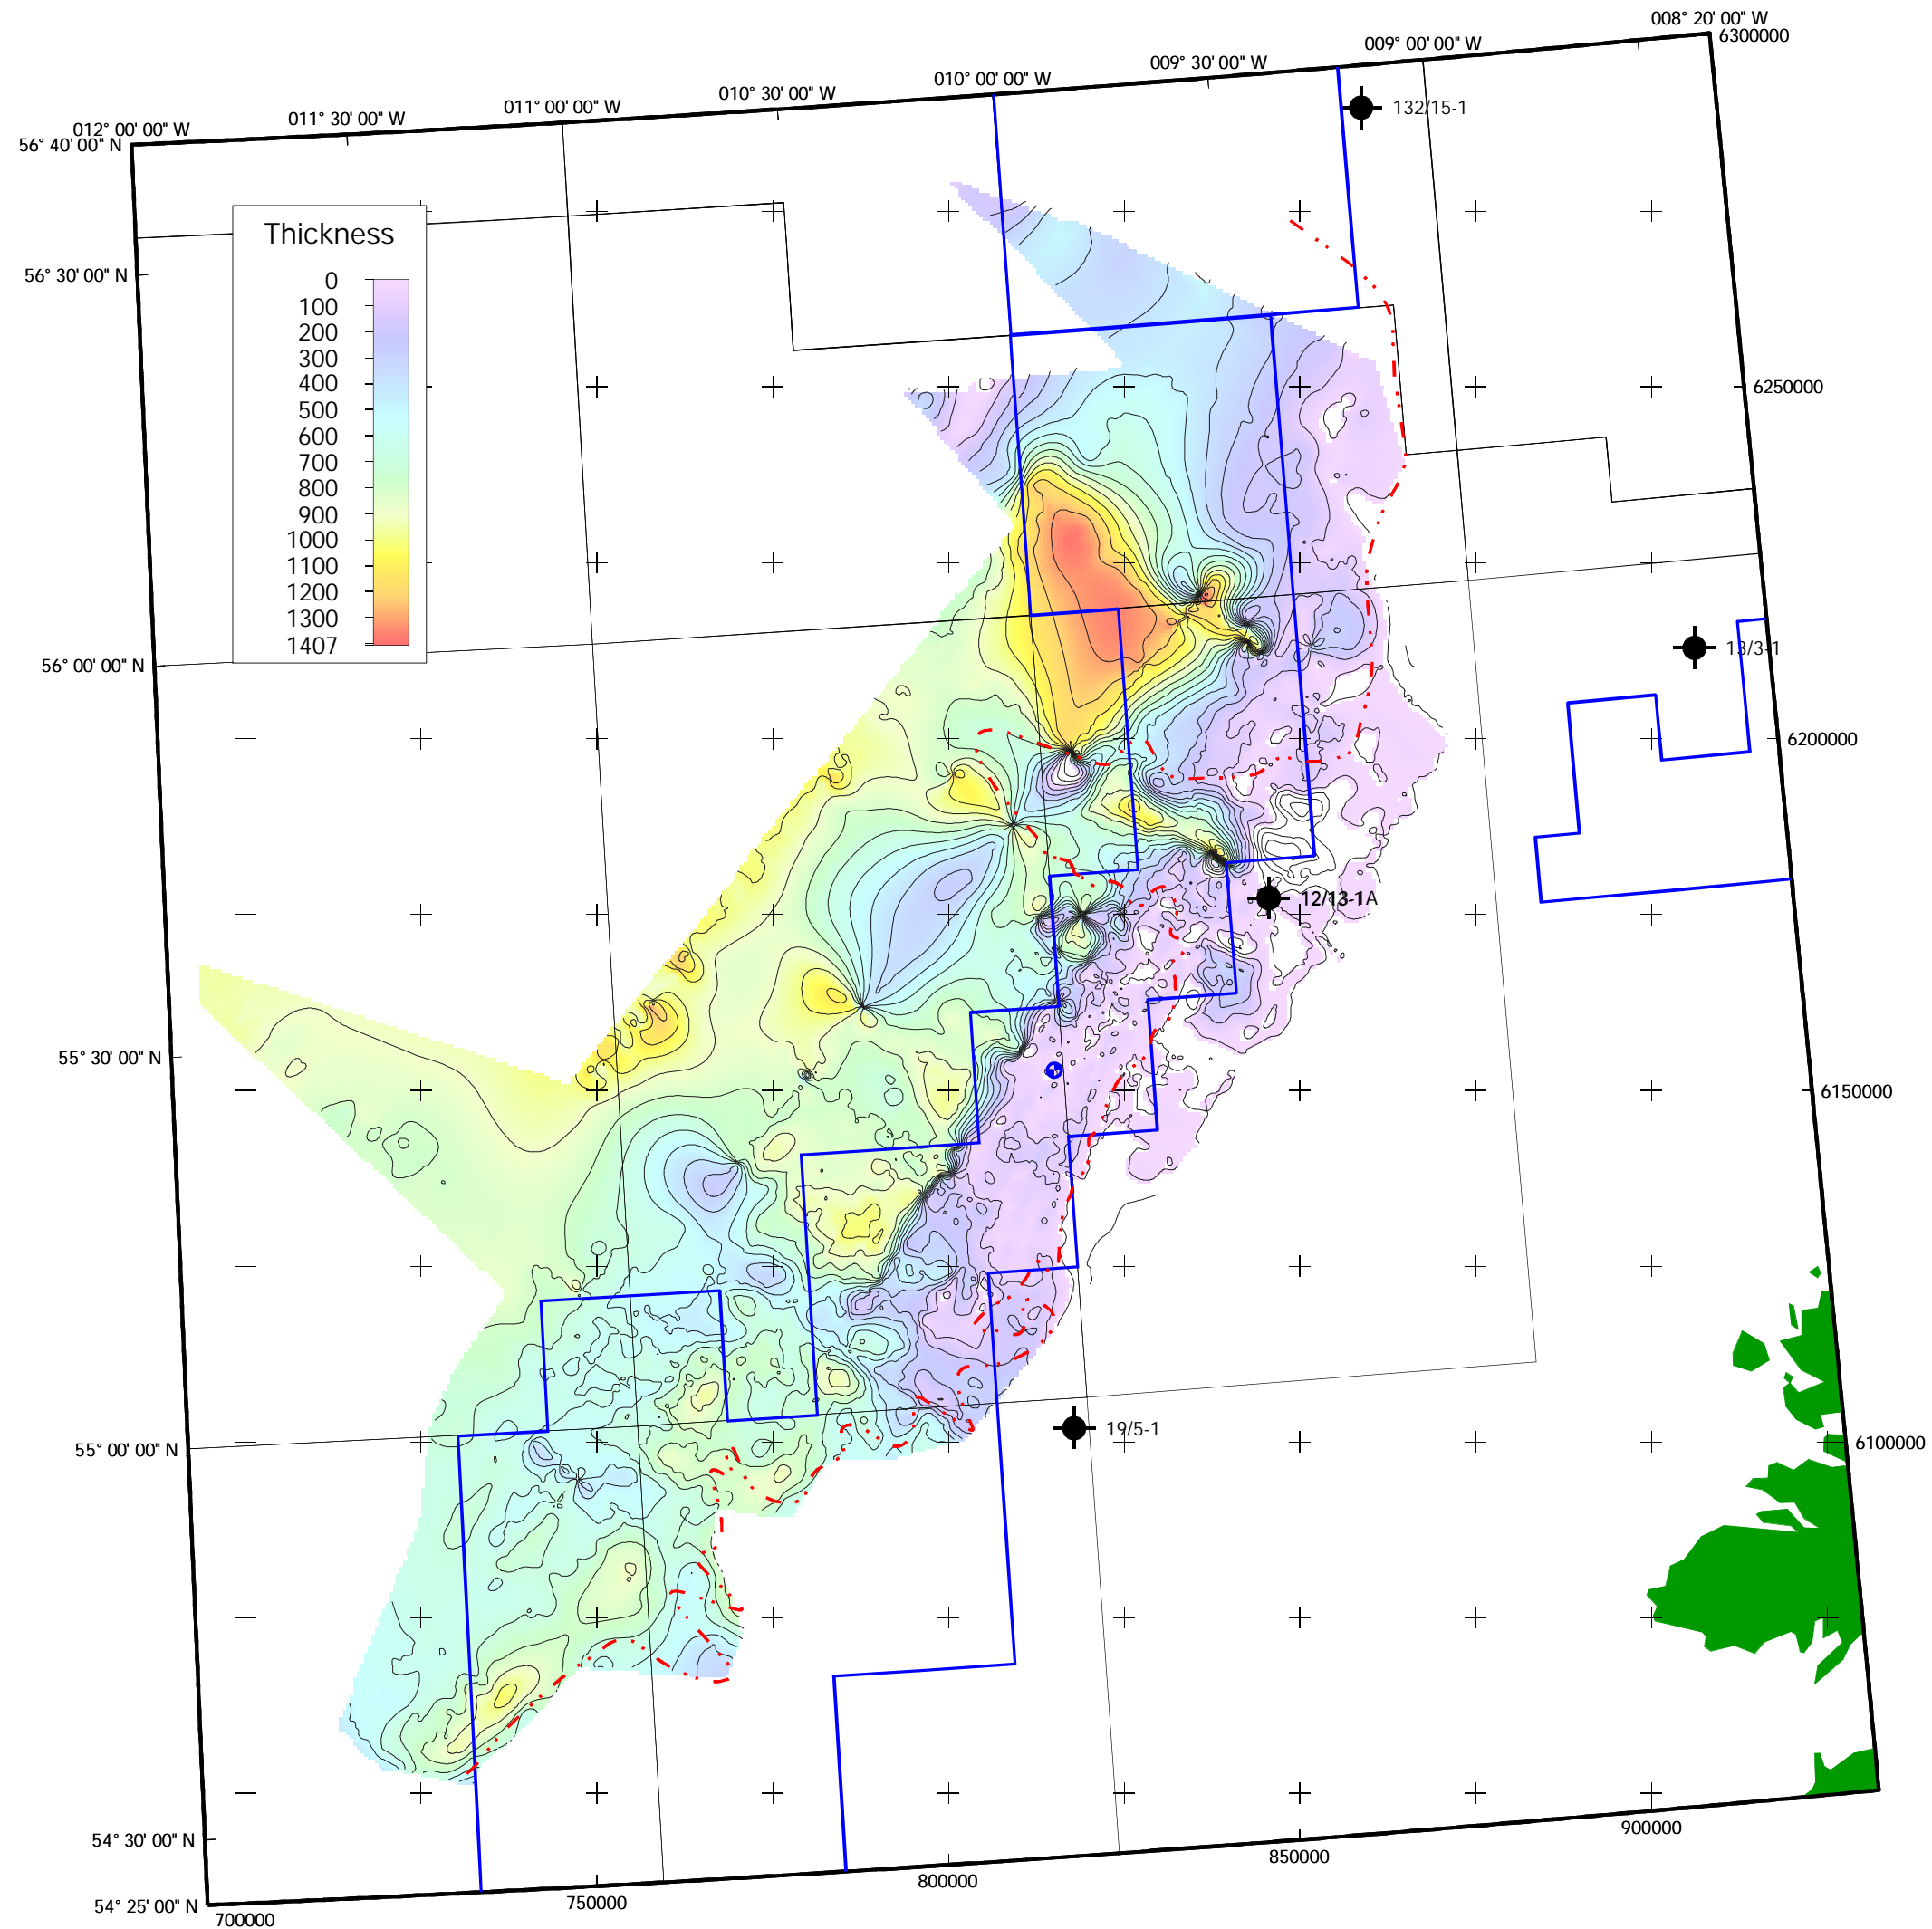 008° 20' 00" W
6300000
009° 00' 00" W
009° 30' 00" W
010° 00' 00" W
010° 30' 00" W
011° 00' 00" W
011° 30' 00" W
012° 00' 00" W
56° 40' 00" N
132/15-1
Thickness
0
100
200
300
400
500
600
700
800
900
1000
1100
1200
1300
1407
56° 30' 00" N
6250000
56° 00' 00" N
13/3-1
6200000
12/13-1A
55° 30' 00" N
6150000
55° 00' 00" N
19/5-1
6100000
54° 30' 00" N
54° 25' 00" N
700000
750000
800000
850000
900000